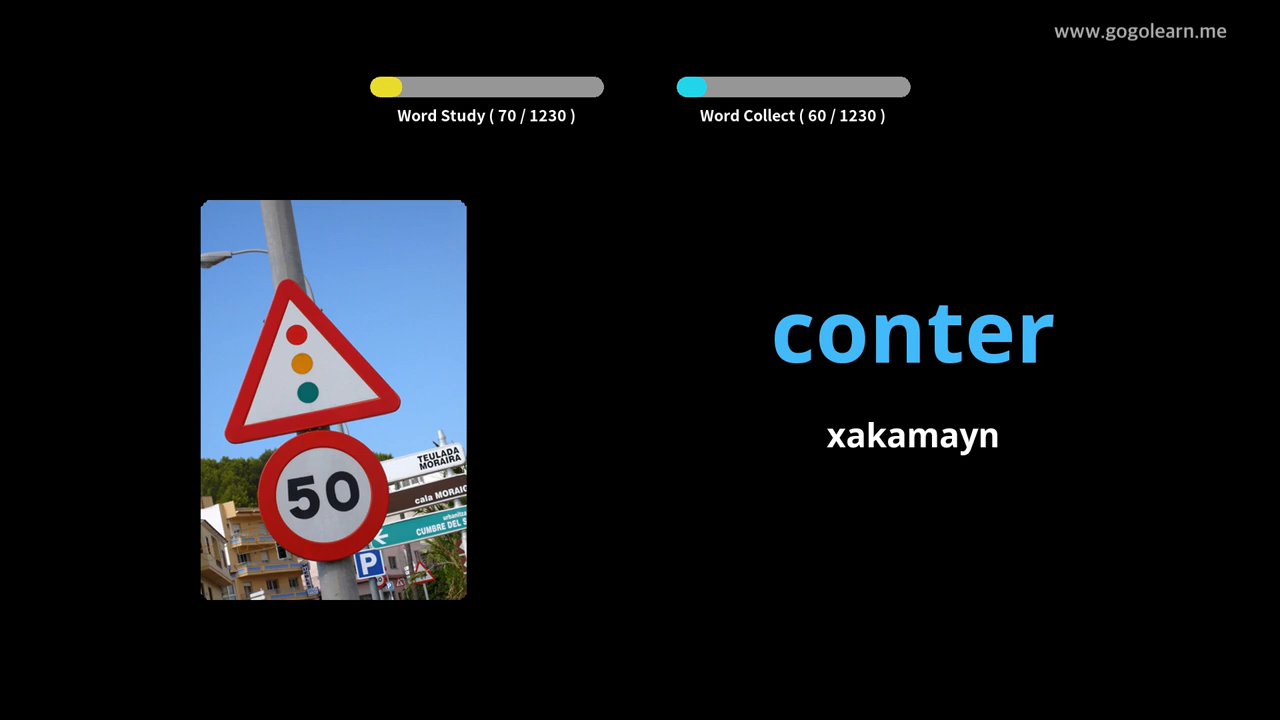 www.gogolearn.me
Word Study ( 70 / 1230 )
Word Collect ( 60 / 1230 )
conter
xakamayn
50
TEULADA
MORAIRA
cala MORAIG
CUMBRE DEL S
P